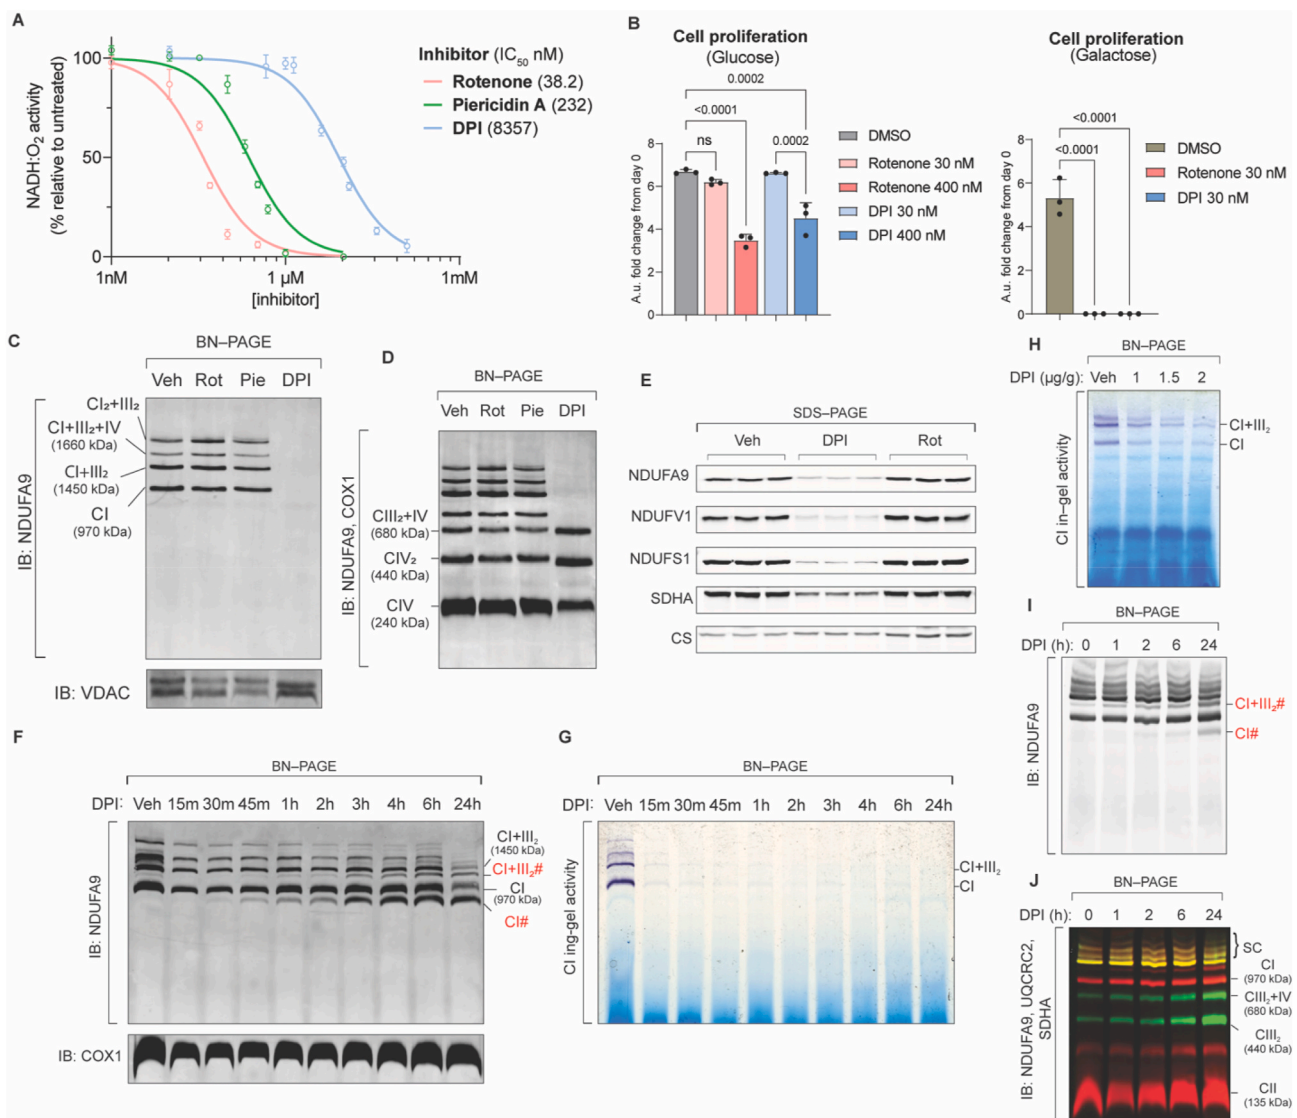 A
NADH:O₂ activity
(% relative to untreated)
100
50
0
1nM
1 µM
1mM
[inhibitor]
Inhibitor (IC₅₀ nM)
Rotenone (38.2)
Piericidin A (232)
DPI (8357)
B
Cell proliferation
(Glucose)
0.0002
<0.0001
ns
0.0002
A.u. fold change from day 0
8
6
4
2
0
DMSO
Rotenone 30 nM
Rotenone 400 nM
DPI 30 nM
DPI 400 nM
Cell proliferation
(Galactose)
<0.0001
<0.0001
A.u. fold change from day 0
8
6
4
2
0
DMSO
Rotenone 30 nM
DPI 30 nM
C
BN–PAGE
Veh Rot Pie DPI
IB: NDUFA9
CI₂+III₂
CI+III₂+IV
(1660 kDa)
CI+III₂
(1450 kDa)
CI
(970 kDa)
IB: VDAC
D
BN–PAGE
Veh Rot Pie DPI
IB: NDUFA9, COX1
CIII₂+IV
(680 kDa)
CIV₂
(440 kDa)
CIV
(240 kDa)
E
SDS–PAGE
Veh DPI Rot
NDUFA9
NDUFV1
NDUFS1
SDHA
CS
H
BN–PAGE
DPI (µg/g): Veh 1 1.5 2
CI in–gel activity
CI+III₂
CI
I
BN–PAGE
DPI (h): 0 1 2 6 24
IB: NDUFA9
CI+III₂#
CI#
F
BN–PAGE
DPI: Veh 15m 30m 45m 1h 2h 3h 4h 6h 24h
IB: NDUFA9
CI+III₂
(1450 kDa)
CI+III₂#
CI
(970 kDa)
CI#
IB: COX1
G
BN–PAGE
DPI: Veh 15m 30m 45m 1h 2h 3h 4h 6h 24h
CI ing-gel activity
CI+III₂
CI
J
BN–PAGE
DPI (h): 0 1 2 6 24
IB: NDUFA9, UQCRC2,
SDHA
SC
CI
(970 kDa)
CIII₂+IV
(680 kDa)
CIII₂
(440 kDa)
CII
(135 kDa)